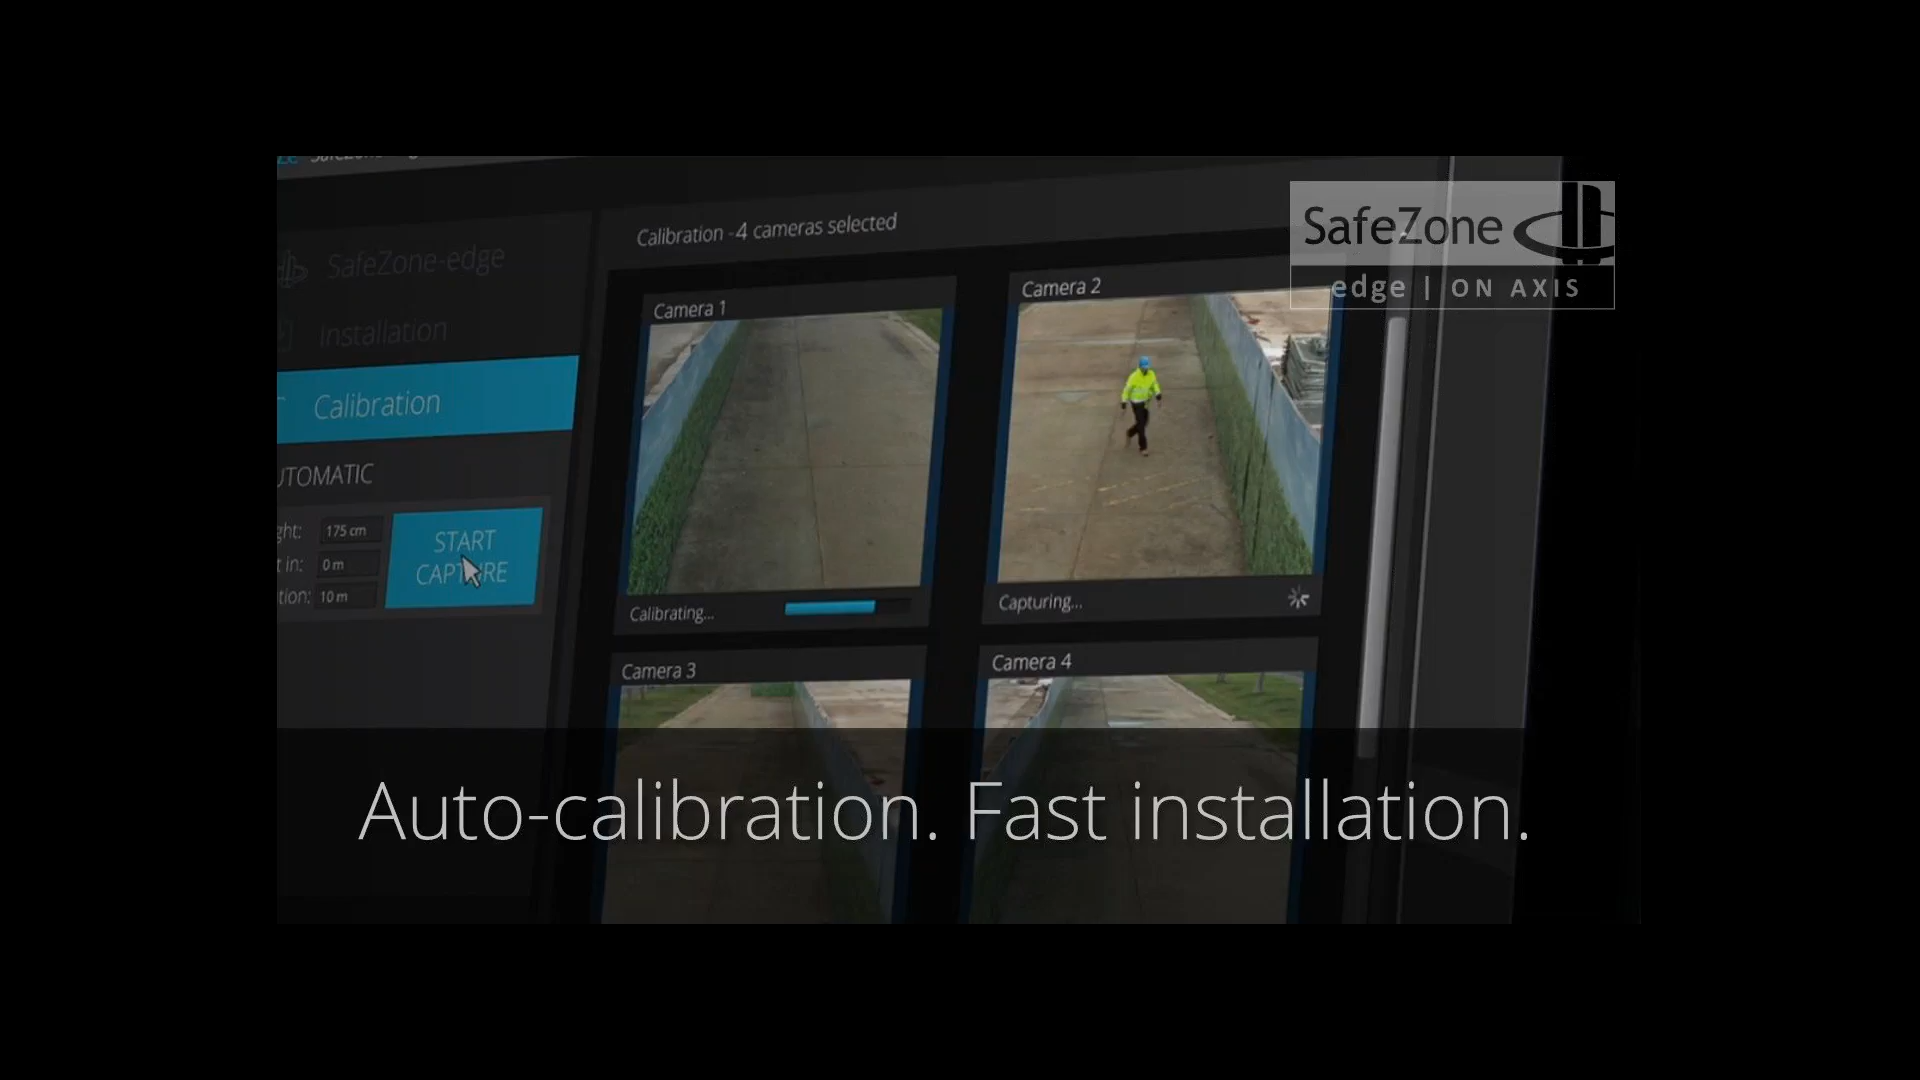 SafeZone
edge | ON AXIS
Calibration - 4 cameras selected
SafeZone-edge
Installation
Calibration
START
CAPTURE
175 cm
0 m
10 m
Camera 1
Calibrating...
Camera 2
Capturing...
Camera 3
Camera 4
Auto-calibration. Fast installation.